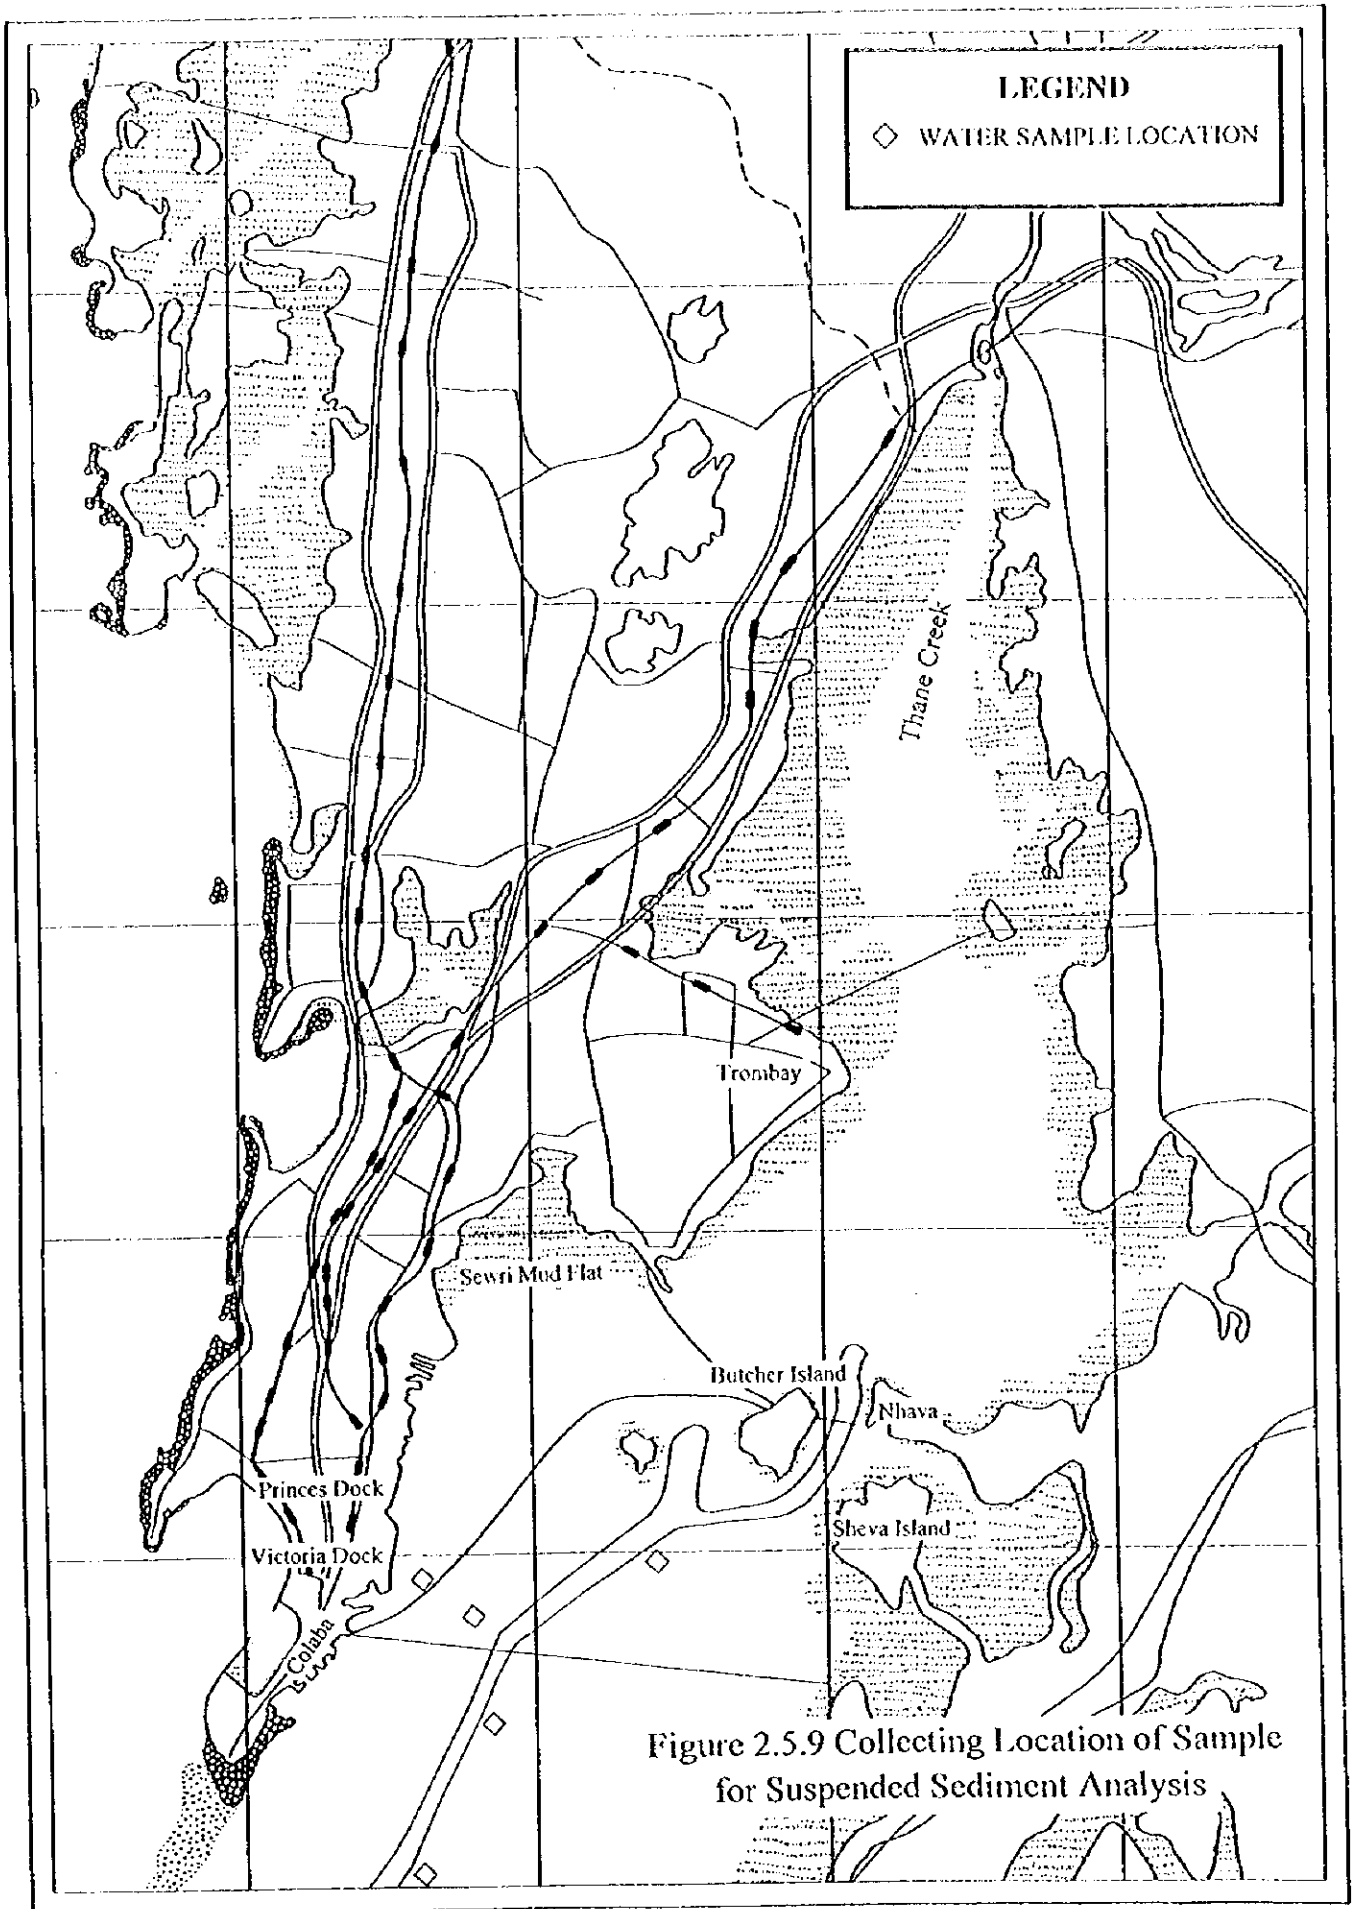 LEGEND
WATER SAMPLE LOCATION
Thane Creek
Trombay
Sewri Mud Flat
Butcher Island
Nhava
Princes Dock
Sheva Island
Victoria Dock
Colaba
Is
Figure 2.5.9 Collecting Location of Sample
for Suspended Sediment Analysis